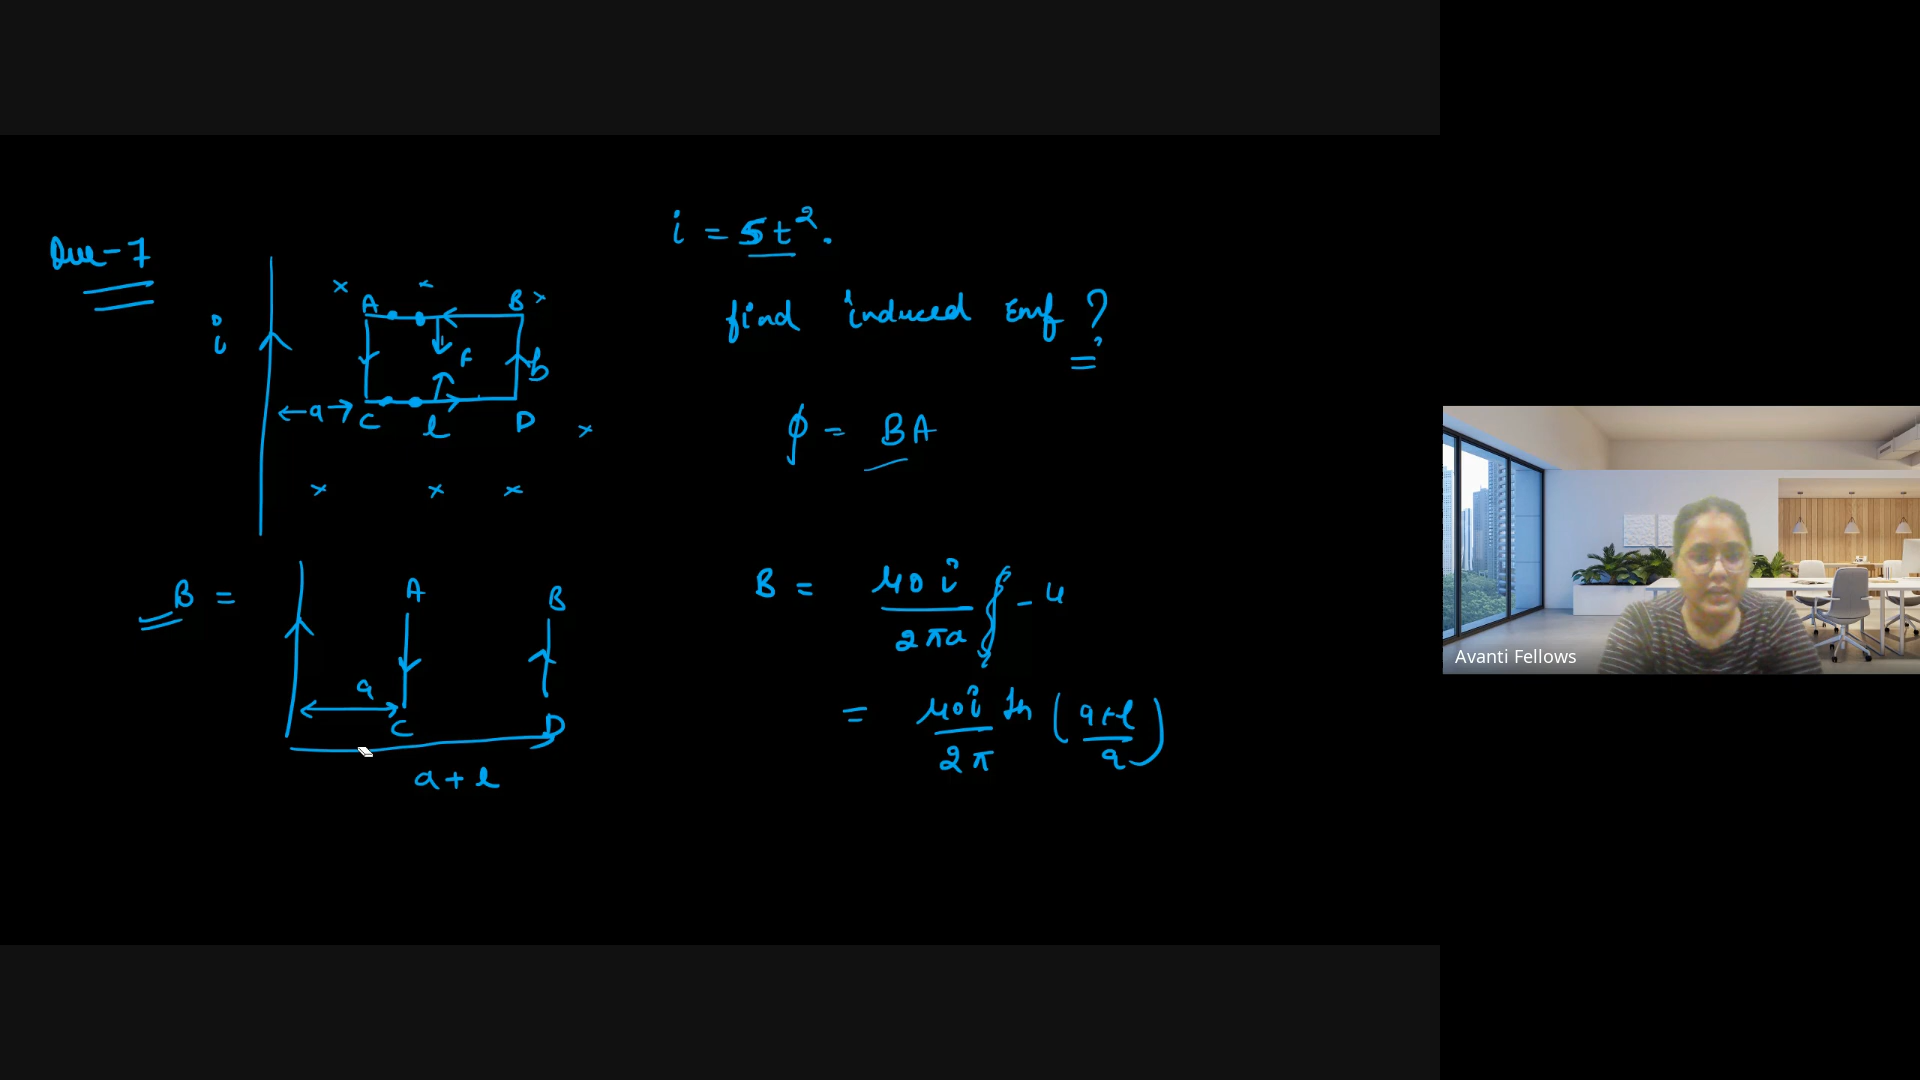 Que-7
i = 5t².
find induced Emf ?
i
A
B
F
b
←a→
C
l
D
φ = BA
B =
A
B
a
C
D
a + l
B = μ0 i / 2πa
= μ0 i / 2π ln (a+l / a)
Avanti Fellows